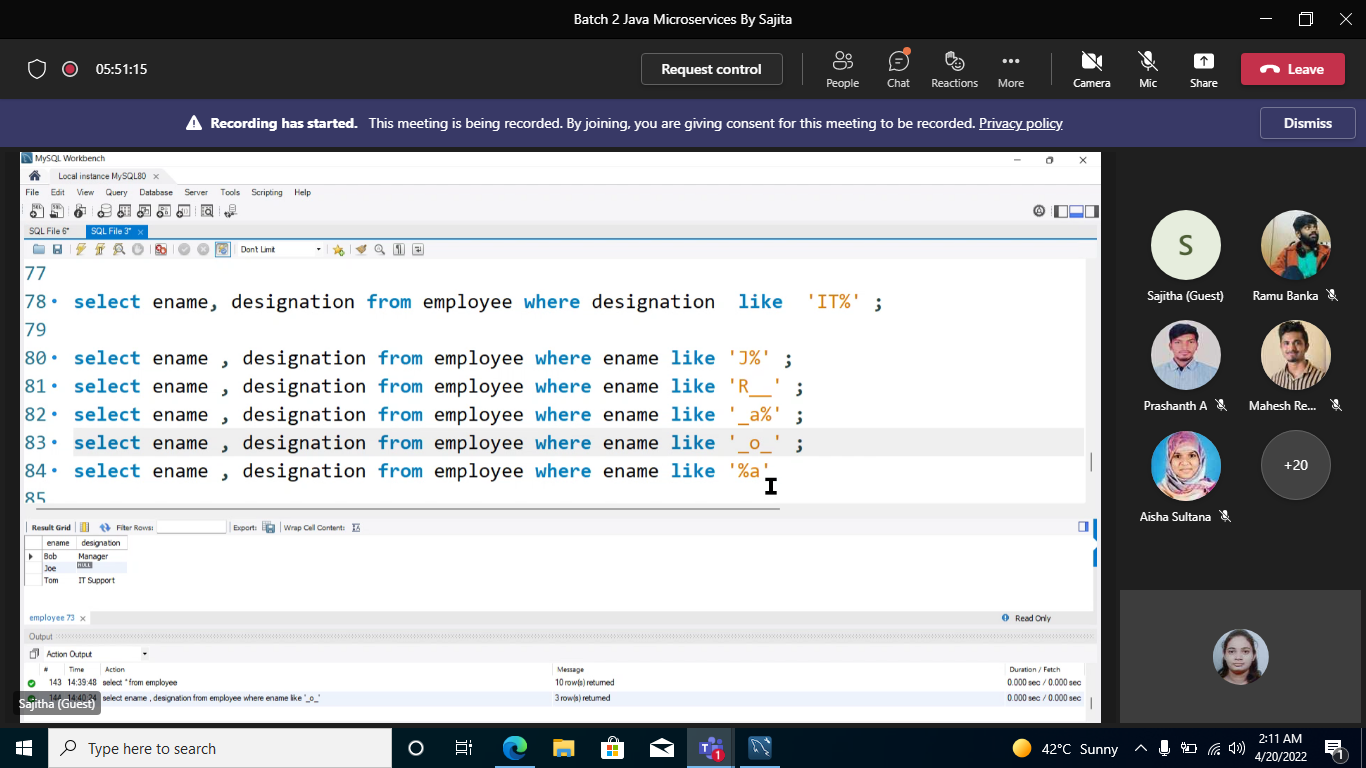 Batch 2 Java Microservices By Sajita
05:51:15
Request control
People
Chat
Reactions
More
Camera
Mic
Share
Leave
Recording has started. This meeting is being recorded. By joining, you are giving consent for this meeting to be recorded. Privacy policy
Dismiss
MySQL Workbench
Local instance MySQL80
File Edit View Query Database Server Tools Scripting Help
SQL File 6*
SQL File 3*
Don't Limit
77
78 select ename, designation from employee where designation like 'IT%' ;
79
80 select ename , designation from employee where ename like 'J%' ;
81 select ename , designation from employee where ename like 'R__' ;
82 select ename , designation from employee where ename like '_a%' ;
83 select ename , designation from employee where ename like '_o_' ;
84 select ename , designation from employee where ename like '%a'
85
Result Grid Filter Rows: Export: Wrap Cell Content:
ename designation
Bob Manager
Joe NULL
Tom IT Support
employee 73
Read Only
Output
Action Output
# Time Action Message Duration / Fetch
143 14:39:48 select * from employee 10 row(s) returned 0.000 sec / 0.000 sec
144 14:40:24 select ename , designation from employee where ename like '_o_' 3 row(s) returned 0.000 sec / 0.000 sec
Sajitha (Guest)
S
Sajitha (Guest)
Ramu Banka
Prashanth A
Mahesh Re...
Aisha Sultana
+20
Type here to search
1
42°C Sunny
2:11 AM
4/20/2022
1